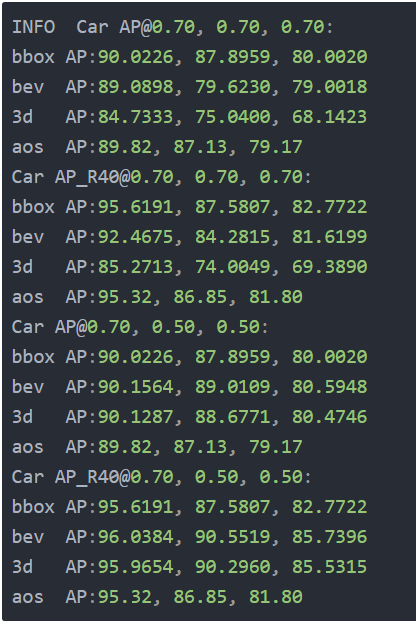 INFO  Car AP@0.70, 0.70, 0.70:
bbox AP:90.0226, 87.8959, 80.0020
bev  AP:89.0898, 79.6230, 79.0018
3d   AP:84.7333, 75.0400, 68.1423
aos  AP:89.82, 87.13, 79.17
Car AP_R40@0.70, 0.70, 0.70:
bbox AP:95.6191, 87.5807, 82.7722
bev  AP:92.4675, 84.2815, 81.6199
3d   AP:85.2713, 74.0049, 69.3890
aos  AP:95.32, 86.85, 81.80
Car AP@0.70, 0.50, 0.50:
bbox AP:90.0226, 87.8959, 80.0020
bev  AP:90.1564, 89.0109, 80.5948
3d   AP:90.1287, 88.6771, 80.4746
aos  AP:89.82, 87.13, 79.17
Car AP_R40@0.70, 0.50, 0.50:
bbox AP:95.6191, 87.5807, 82.7722
bev  AP:96.0384, 90.5519, 85.7396
3d   AP:95.9654, 90.2960, 85.5315
aos  AP:95.32, 86.85, 81.80